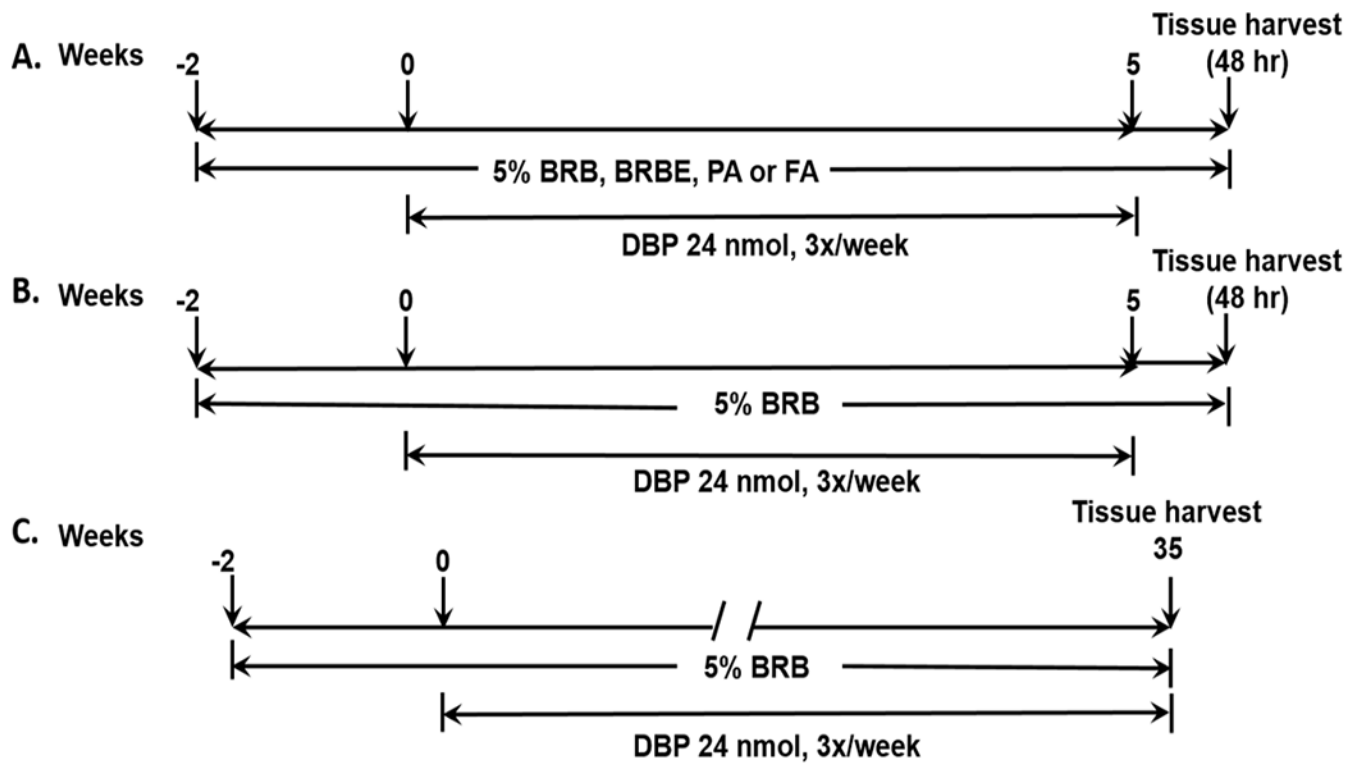 Tissue harvest
A. Weeks -2 0 5 (48 hr)
5% BRB, BRBE, PA or FA
DBP 24 nmol, 3x/week
Tissue harvest
B. Weeks -2 0 5 (48 hr)
5% BRB
DBP 24 nmol, 3x/week
Tissue harvest
C. Weeks -2 0 35
5% BRB
DBP 24 nmol, 3x/week